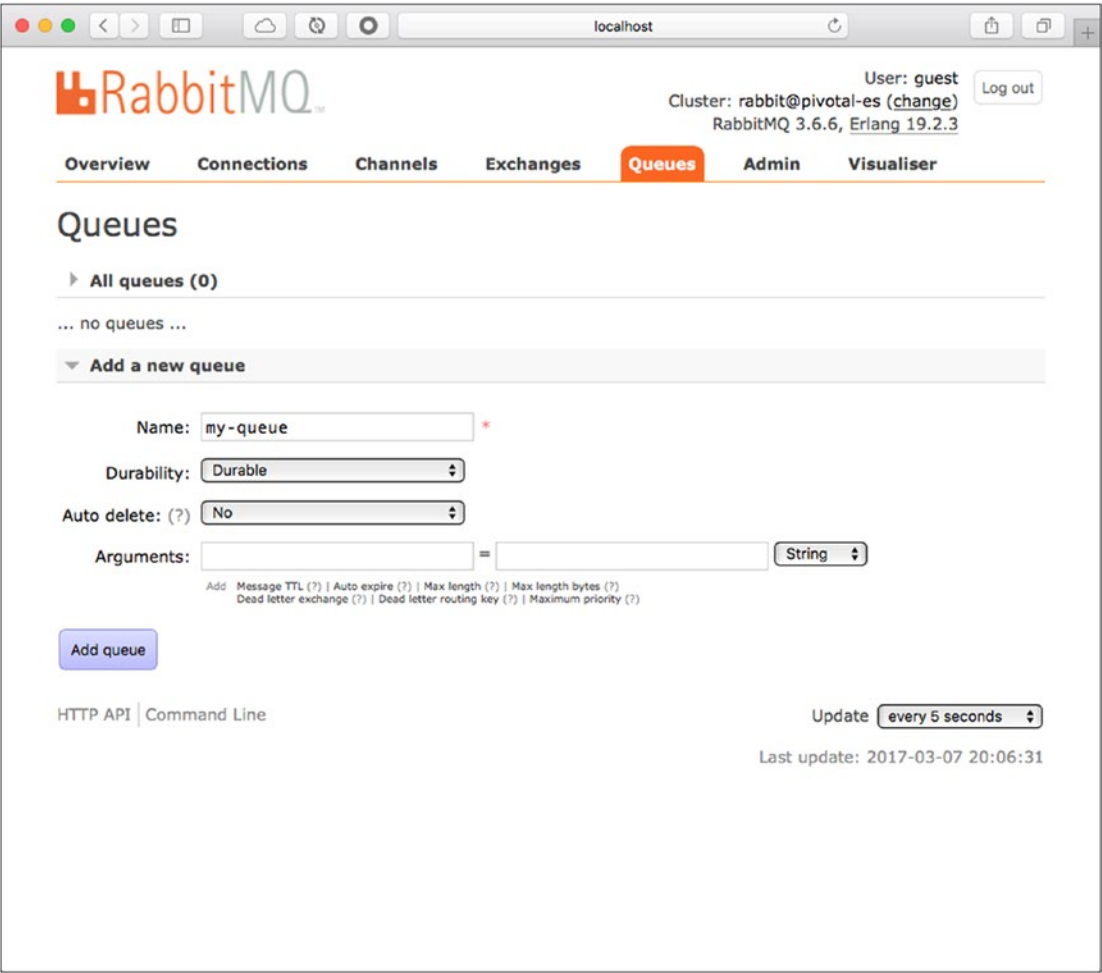 localhost
RabbitMQ™
User: guest
Log out
Cluster: rabbit@pivotal-es (change)
RabbitMQ 3.6.6, Erlang 19.2.3
Overview Connections Channels Exchanges Queues Admin Visualiser
Queues
All queues (0)
... no queues ...
Add a new queue
Name: my-queue *
Durability: Durable
Auto delete: (?) No
Arguments: = String
Add Message TTL (?) | Auto expire (?) | Max length (?) | Max length bytes (?)
Dead letter exchange (?) | Dead letter routing key (?) | Maximum priority (?)
Add queue
HTTP API | Command Line
Update every 5 seconds
Last update: 2017-03-07 20:06:31